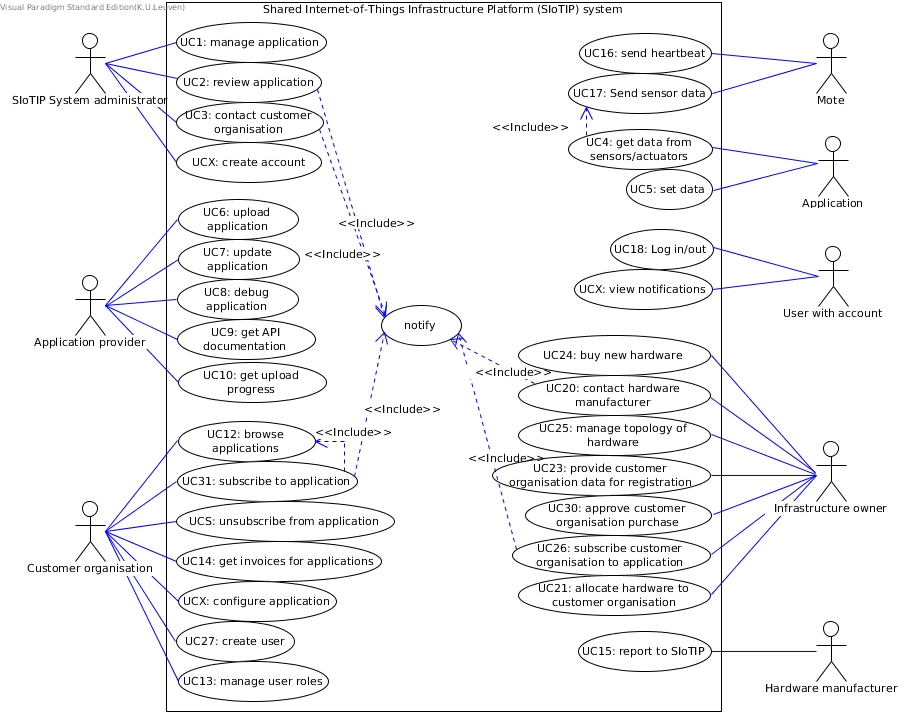 Visual Paradigm Standard Edition(K.U.Leuven)
Shared Internet-of-Things Infrastructure Platform (SIoTIP) system
SIoTIP System administrator
UC1: manage application
UC2: review application
UC3: contact customer
organisation
UCX: create account
Application provider
UC6: upload
application
UC7: update
application
UC8: debug
application
UC9: get API
documentation
UC10: get upload
progress
Customer organisation
UC12: browse
applications
UC31: subscribe to application
UCS: unsubscribe from application
UC14: get invoices for applications
UCX: configure application
UC27: create user
UC13: manage user roles
<<Include>>
<<Include>>
notify
<<Include>>
<<Include>>
<<Include>>
<<Include>>
<<Include>>
UC16: send heartbeat
UC17: Send sensor data
Mote
UC4: get data from
sensors/actuators
UC5: set data
Application
UC18: Log in/out
UCX: view notifications
User with account
UC24: buy new hardware
UC20: contact hardware
manufacturer
UC25: manage topology of
hardware
UC23: provide customer
organisation data for registration
UC30: approve customer
organisation purchase
UC26: subscribe customer
organisation to application
UC21: allocate hardware to
customer organisation
Infrastructure owner
UC15: report to SIoTIP
Hardware manufacturer